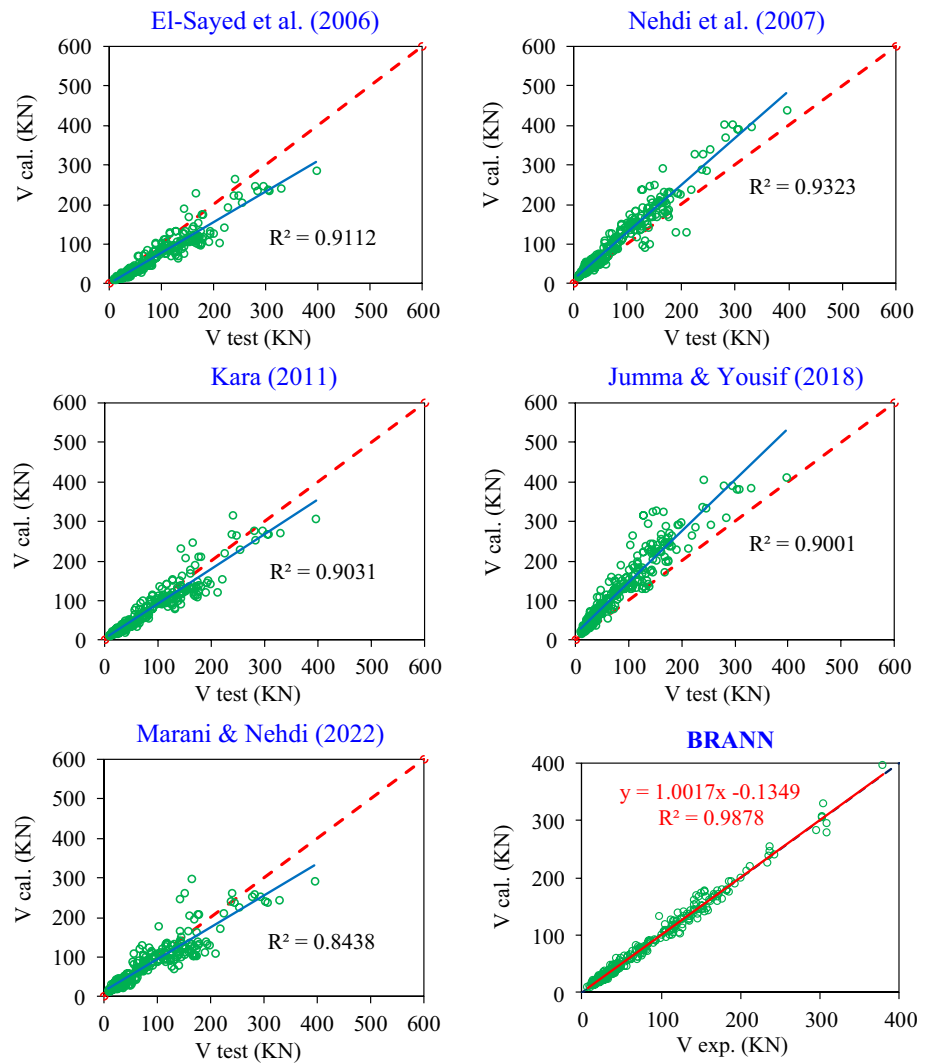 El-Sayed et al. (2006)
600
500
400
300
200
100
0
V cal. (KN)
R² = 0.9112
0 100 200 300 400 500 600
V test (KN)
Nehdi et al. (2007)
600
500
400
300
200
100
0
V cal. (KN)
R² = 0.9323
0 100 200 300 400 500 600
V test (KN)
Kara (2011)
600
500
400
300
200
100
0
V cal. (KN)
R² = 0.9031
0 100 200 300 400 500 600
V test (KN)
Jumma & Yousif (2018)
600
500
400
300
200
100
0
V cal. (KN)
R² = 0.9001
0 100 200 300 400 500 600
V test (KN)
Marani & Nehdi (2022)
600
500
400
300
200
100
0
V cal. (KN)
R² = 0.8438
0 100 200 300 400 500 600
V test (KN)
BRANN
400
300
200
100
0
V cal. (KN)
y = 1.0017x -0.1349
R² = 0.9878
0 100 200 300 400
V exp. (KN)